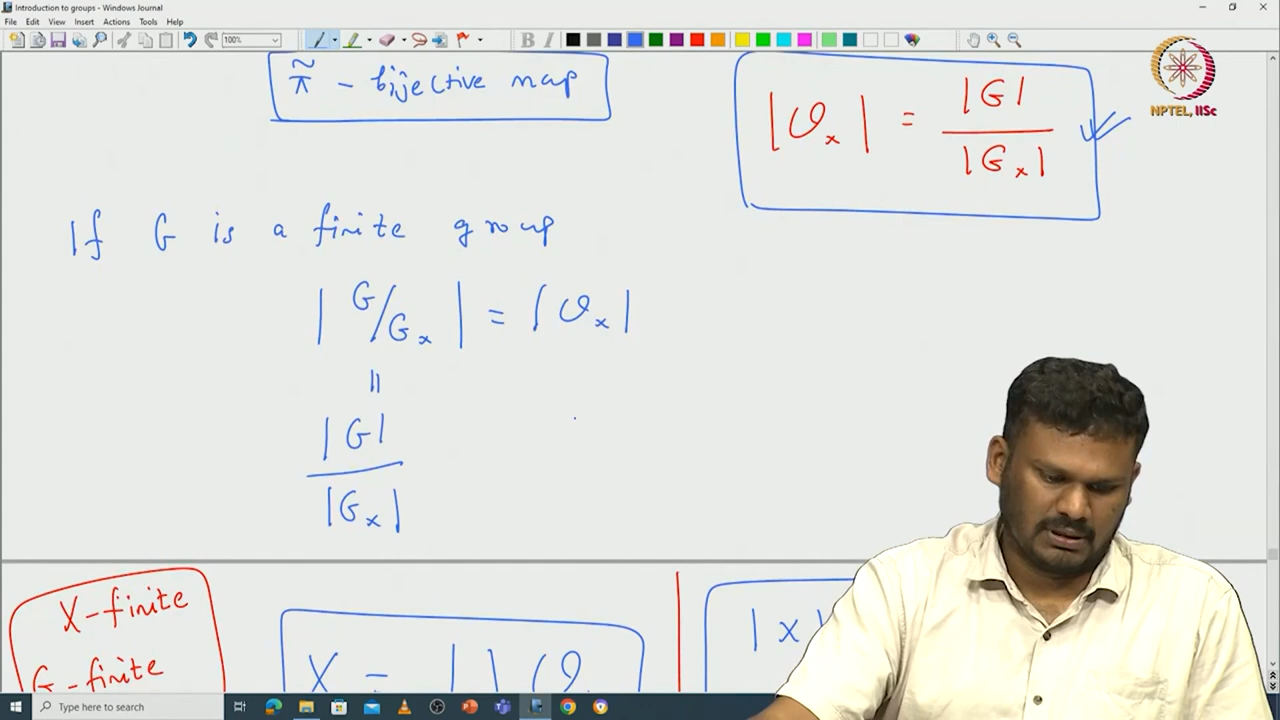 Introduction to groups - Windows Journal
File Edit View Insert Actions Tools Help
100%
B I
NPTEL, IISc
π̃ - bijective map
|O_x| = |G| / |G_x|
If G is a finite group
|G/G_x| = |O_x|
=
|G|
|G_x|
X-finite
G-finite
X = ⊔ O
|X|
Type here to search